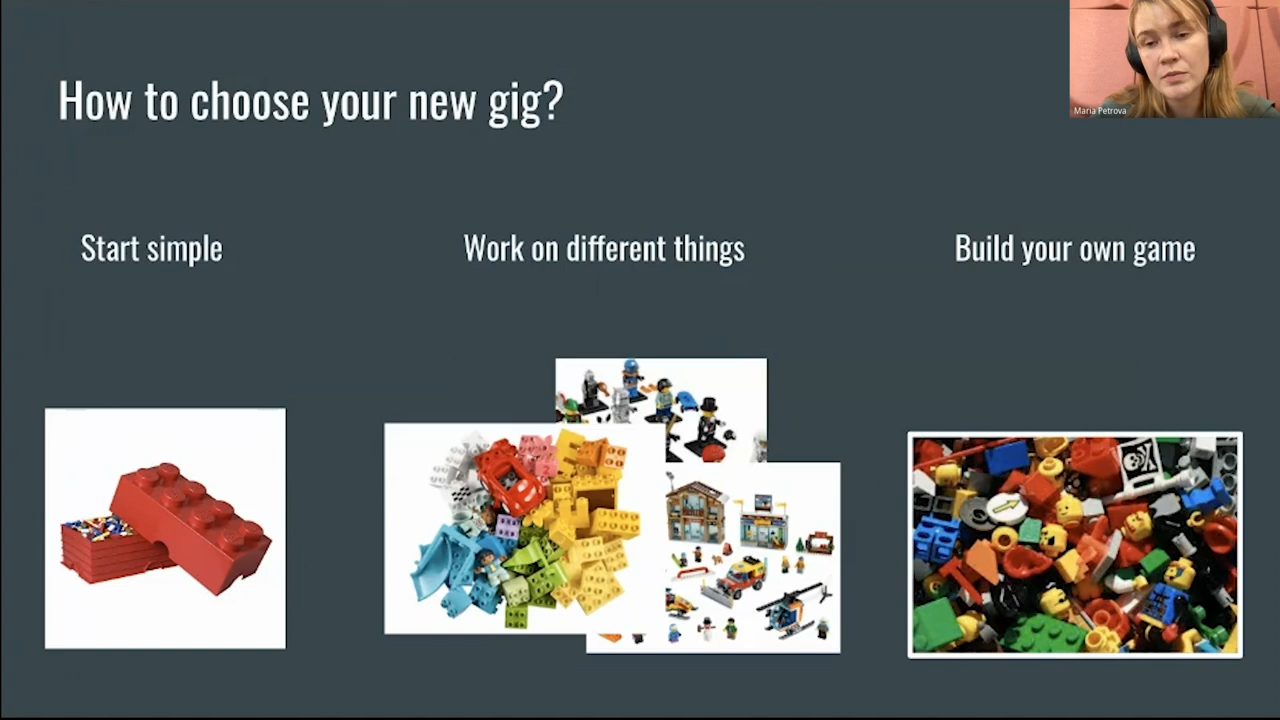 How to choose your new gig?
Maria Petrova
Start simple
Work on different things
Build your own game